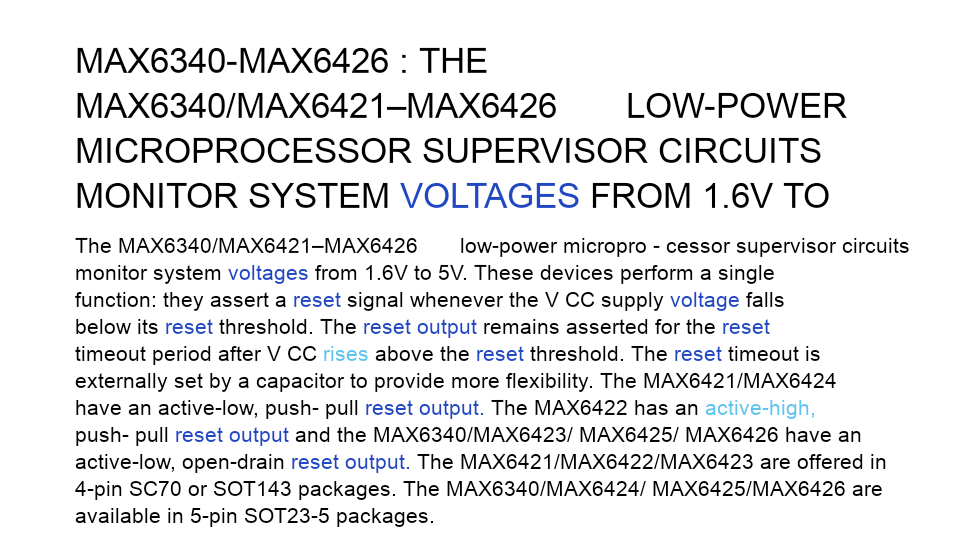 MAX6340-MAX6426 : THE
MAX6340/MAX6421–MAX6426 LOW-POWER
MICROPROCESSOR SUPERVISOR CIRCUITS
MONITOR SYSTEM VOLTAGES FROM 1.6V TO
The MAX6340/MAX6421–MAX6426 low-power micropro - cessor supervisor circuits
monitor system voltages from 1.6V to 5V. These devices perform a single
function: they assert a reset signal whenever the V CC supply voltage falls
below its reset threshold. The reset output remains asserted for the reset
timeout period after V CC rises above the reset threshold. The reset timeout is
externally set by a capacitor to provide more flexibility. The MAX6421/MAX6424
have an active-low, push- pull reset output. The MAX6422 has an active-high,
push- pull reset output and the MAX6340/MAX6423/ MAX6425/ MAX6426 have an
active-low, open-drain reset output. The MAX6421/MAX6422/MAX6423 are offered in
4-pin SC70 or SOT143 packages. The MAX6340/MAX6424/ MAX6425/MAX6426 are
available in 5-pin SOT23-5 packages.